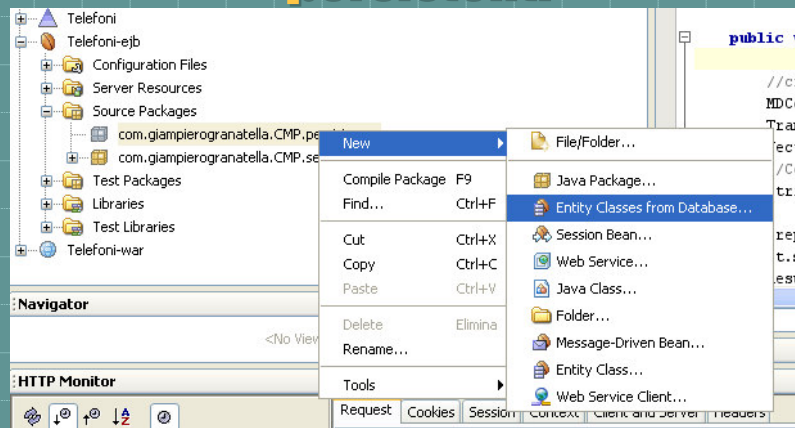 Telefoni
Telefoni-ejb
Configuration Files
Server Resources
Source Packages
com.giampierogranatella.CMP.pe
com.giampierogranatella.CMP.se
Test Packages
Libraries
Test Libraries
Telefoni-war
Navigator
<No View
HTTP Monitor
New
Compile Package F9
Find... Ctrl+F
Cut Ctrl+X
Copy Ctrl+C
Paste Ctrl+V
Delete Elimina
Rename...
Tools
File/Folder...
Java Package...
Entity Classes from Database...
Session Bean...
Web Service...
Java Class...
Folder...
Message-Driven Bean...
Entity Class...
Web Service Client...
public
MDC
Tra
Request Cookies Session Context Client and Server Headers